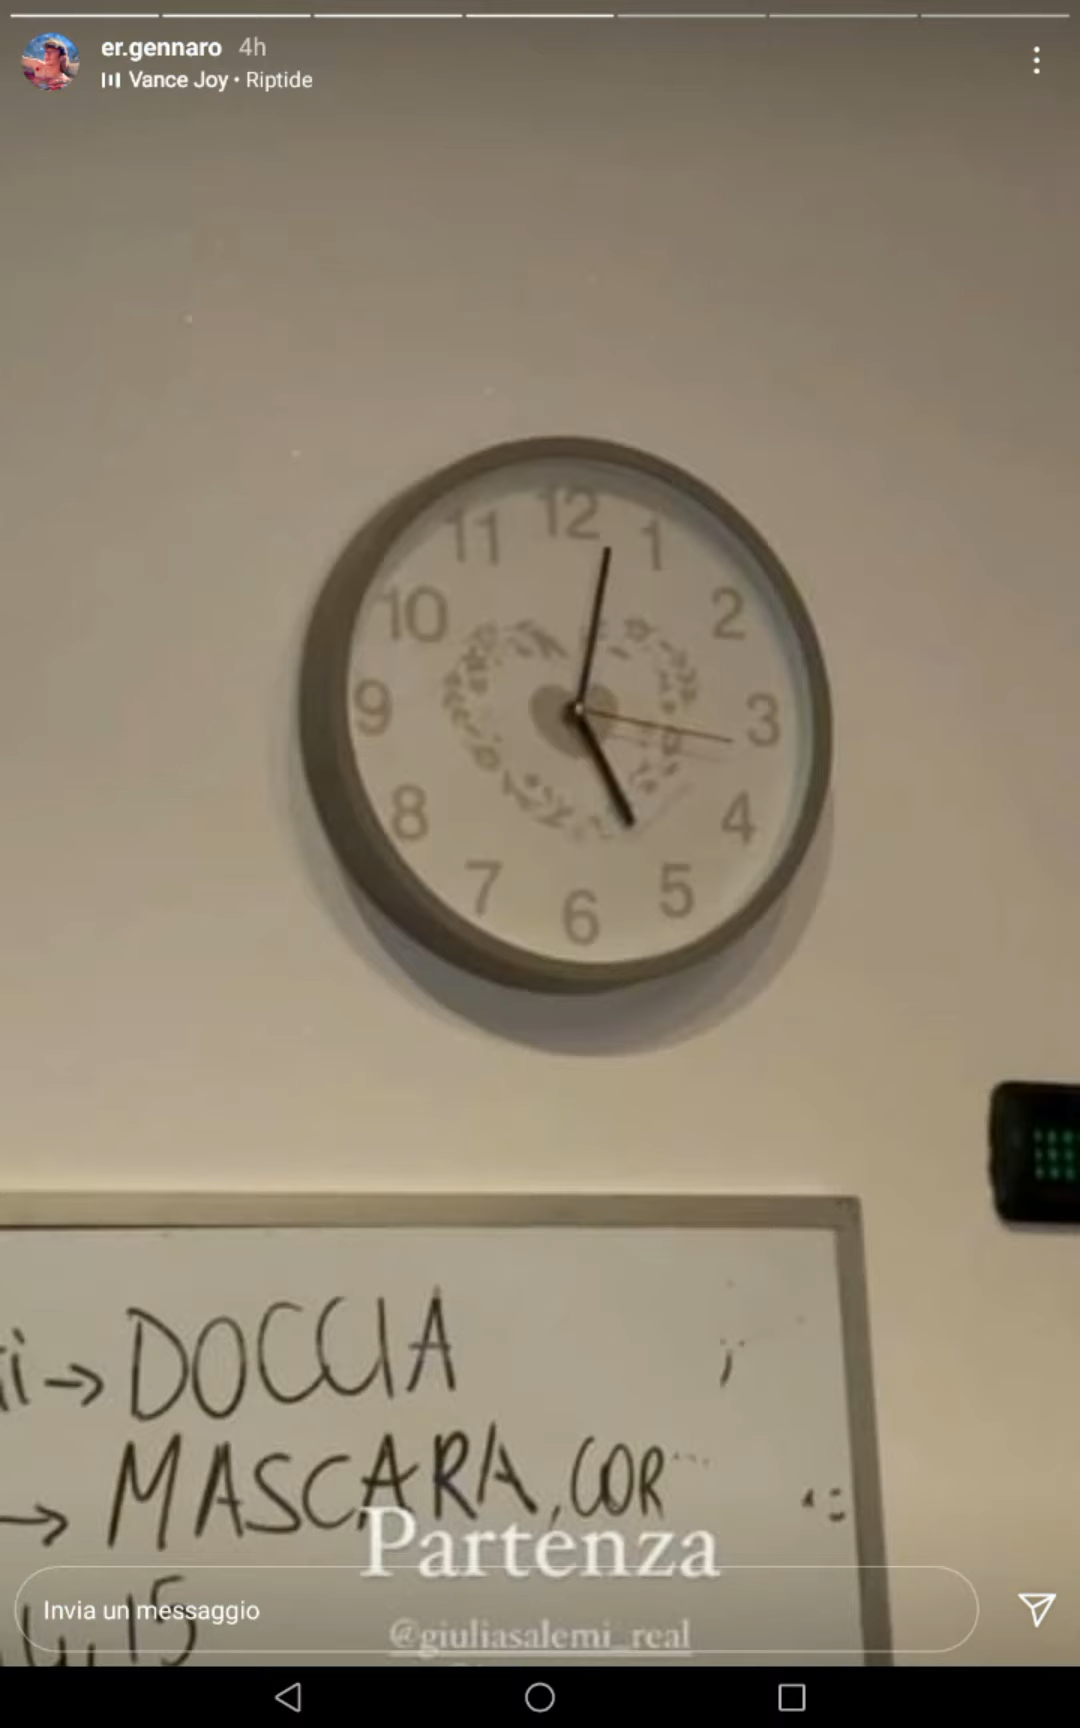 er.gennaro 4h
Vance Joy • Riptide
12
11 1
10 2
9 3
8 4
7 5
6
→ DOCCIA
→ MASCARA, COR
Partenza
Invia un messaggio
15
@giuliasalemi_real